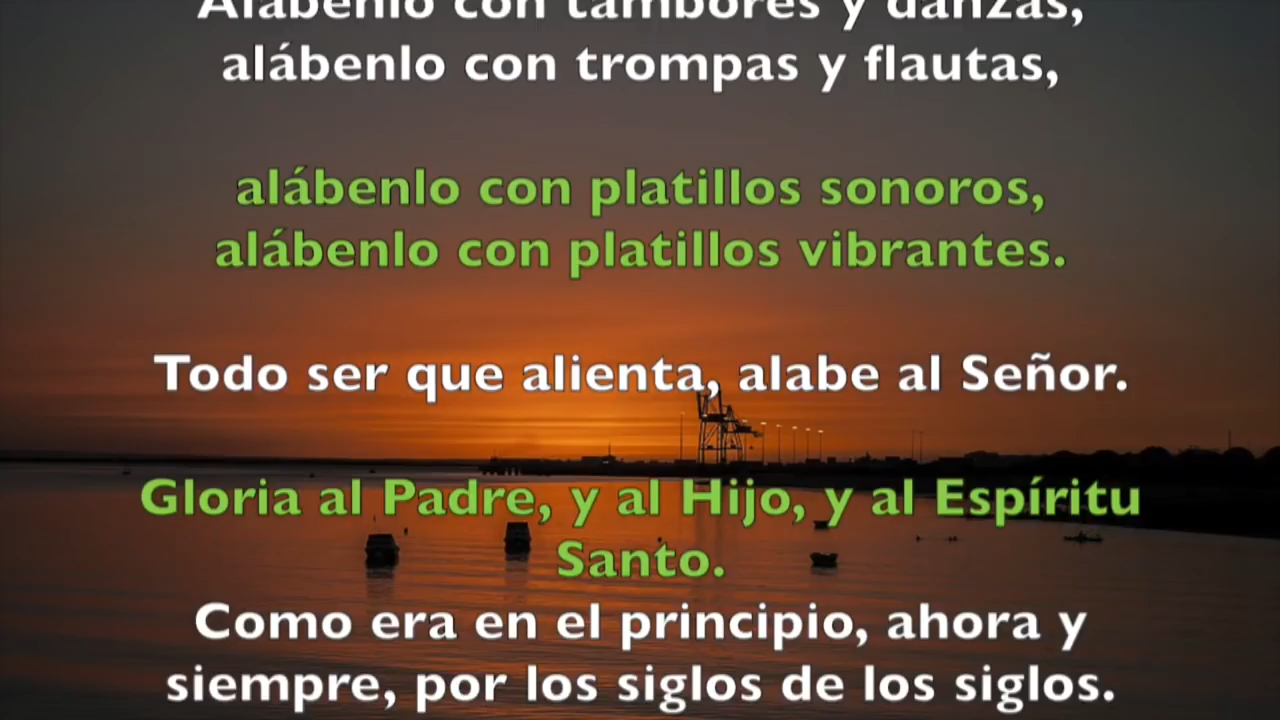 Alábenlo con tambores y danzas,
alábenlo con trompas y flautas,
alábenlo con platillos sonoros,
alábenlo con platillos vibrantes.
Todo ser que alienta, alabe al Señor.
Gloria al Padre, y al Hijo, y al Espíritu
Santo.
Como era en el principio, ahora y
siempre, por los siglos de los siglos.